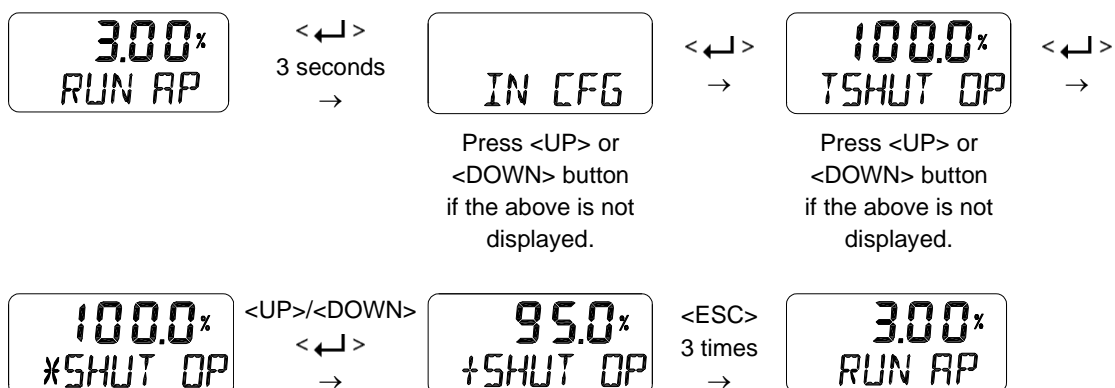 3.00%
RUN AP
<↵>
3 seconds
→
IN CFG
Press <UP> or
<DOWN> button
if the above is not
displayed.
<↵>
→
100.0%
TSHUT OP
Press <UP> or
<DOWN> button
if the above is not
displayed.
<↵>
→
100.0%
*SHUT OP
<UP>/<DOWN>
<↵>
→
95.0%
+SHUT OP
<ESC>
3 times
→
3.00%
RUN AP